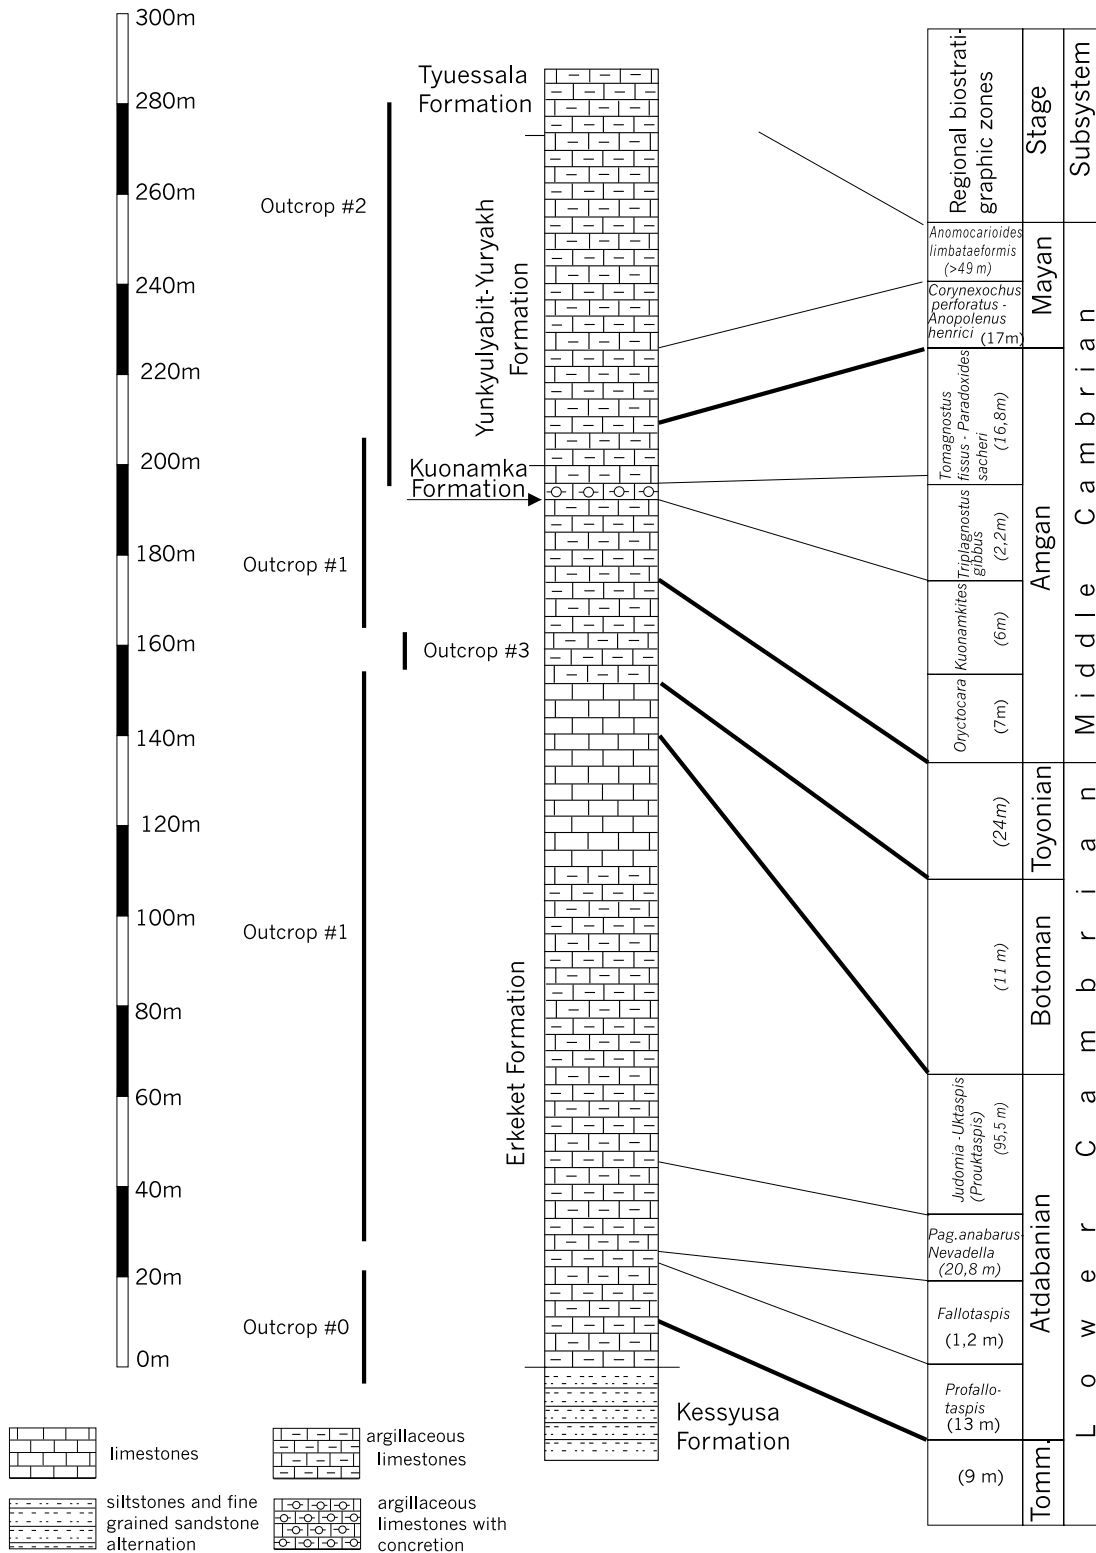 300m
280m
260m
240m
220m
200m
180m
160m
140m
120m
100m
80m
60m
40m
20m
0m
Outcrop #2
Outcrop #1
Outcrop #3
Outcrop #1
Outcrop #0
Tyuessala
Formation
Yunkyulyabit-Yuryakh
Formation
Kuonamka
Formation
Erkeket Formation
Kessyusa
Formation
Regional biostrati-
graphic zones
Stage
Subsystem
Anomocarioides
limbataeformis
(>49 m)
Corynexochus
perforatus -
Anopolenus
henrici (17m)
Tomagnostus
fissus - Paradoxides
sacheri
(16,8m)
Triplagnostus
gibbus
(2,2m)
Kuonamkites
(6m)
Oryctocara
(7m)
(24m)
(11 m)
Judomia - Uktaspis
(Prouktaspis)
(95,5 m)
Pag. anabarus-
Nevadella
(20,8 m)
Fallotaspis
(1,2 m)
Profallo-
taspis
(13 m)
(9 m)
Mayan
Amgan
Toyonian
Botoman
Atdabanian
Tomm.
Middle Cambrian
Lower Cambrian
limestones
argillaceous
limestones
siltstones and fine
grained sandstone
alternation
argillaceous
limestones with
concretion